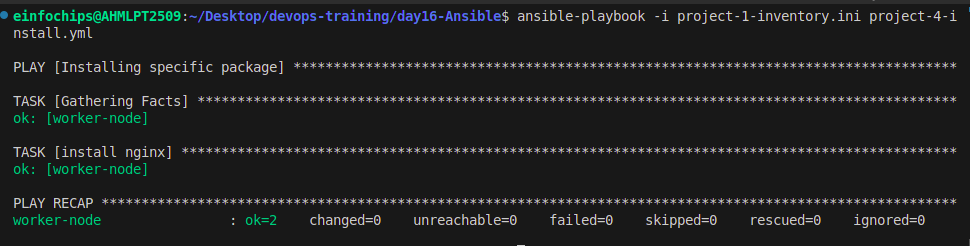 einfochips@AHMLPT2509:~/Desktop/devops-training/day16-Ansible$ ansible-playbook -i project-1-inventory.ini project-4-i
nstall.yml
PLAY [Installing specific package] ***********************************************************************************
TASK [Gathering Facts] ***********************************************************************************************
ok: [worker-node]
TASK [install nginx] *************************************************************************************************
ok: [worker-node]
PLAY RECAP ***********************************************************************************************************
worker-node                : ok=2    changed=0    unreachable=0    failed=0    skipped=0    rescued=0    ignored=0